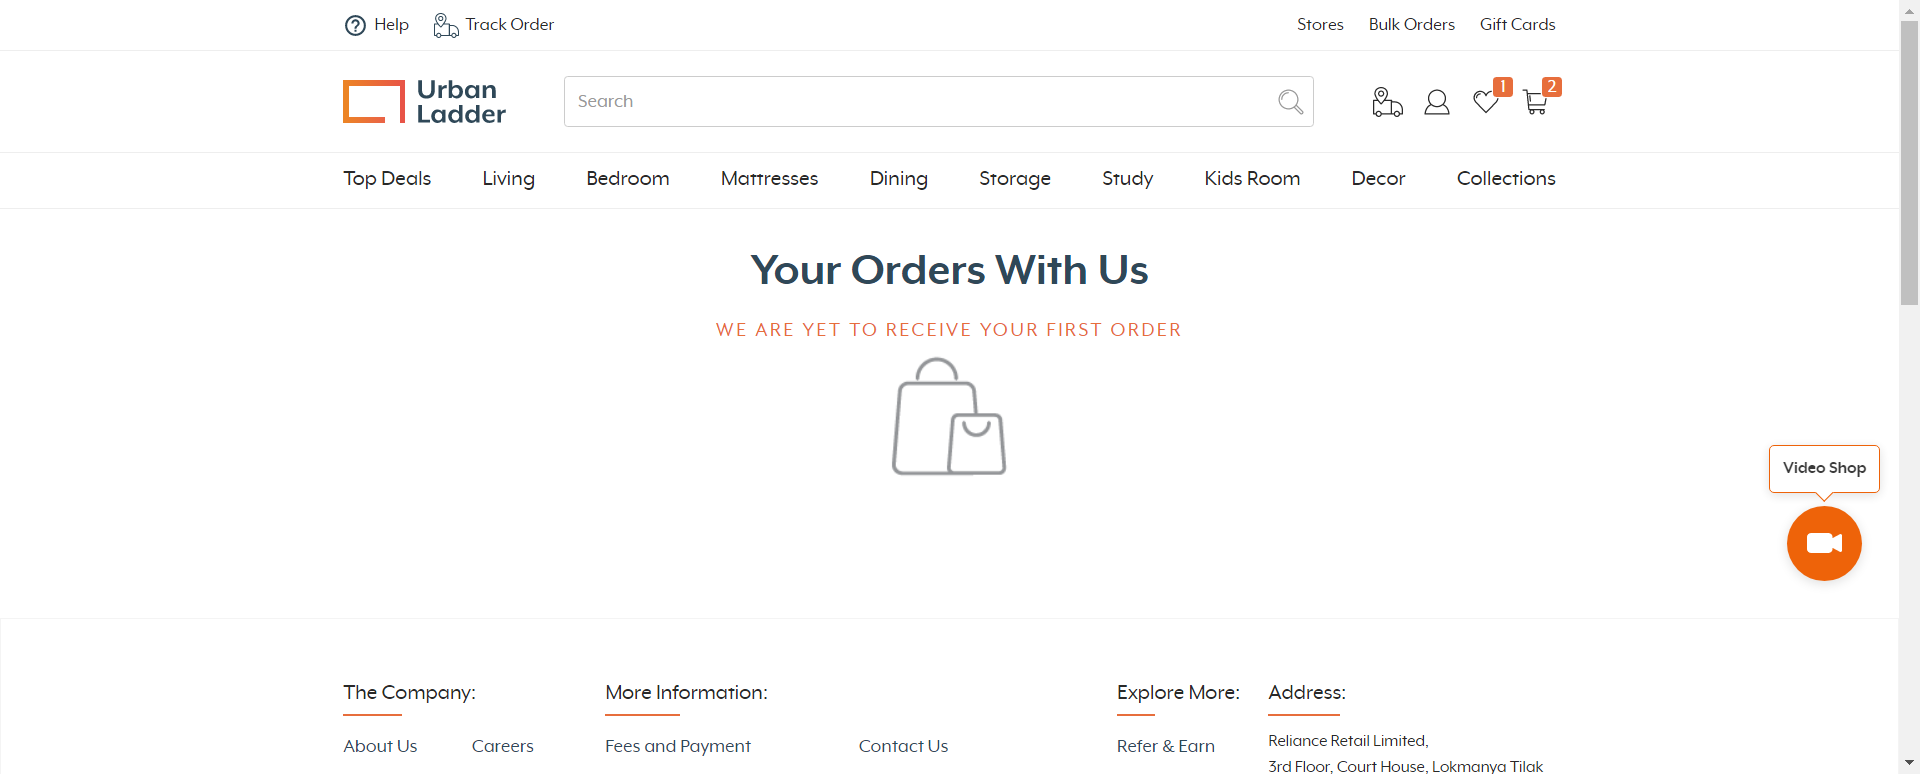 Help Track Order Stores Bulk Orders Gift Cards
Urban
Ladder
Search
1
2
Top Deals Living Bedroom Mattresses Dining Storage Study Kids Room Decor Collections
Your Orders With Us
WE ARE YET TO RECEIVE YOUR FIRST ORDER
Video Shop
The Company: More Information: Explore More: Address:
About Us Careers Fees and Payment Contact Us Refer & Earn
Reliance Retail Limited,
3rd Floor, Court House, Lokmanya Tilak